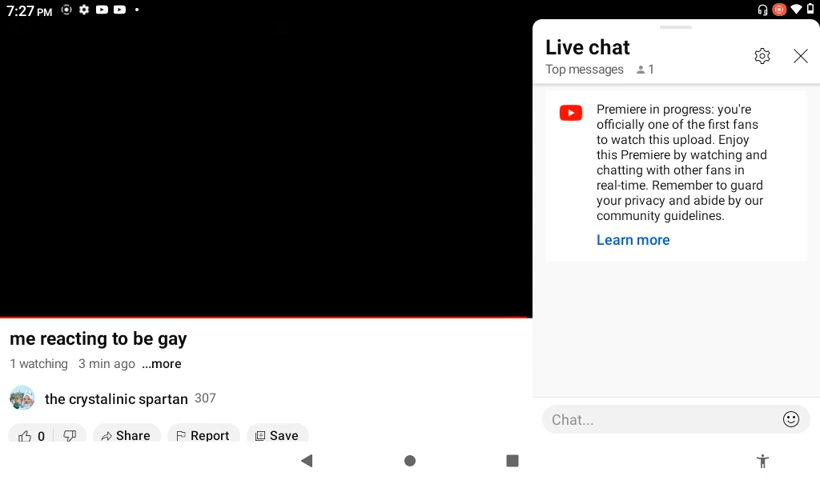 7:27 PM
Live chat
Top messages 1
Premiere in progress: you're
officially one of the first fans
to watch this upload. Enjoy
this Premiere by watching and
chatting with other fans in
real-time. Remember to guard
your privacy and abide by our
community guidelines.
Learn more
me reacting to be gay
1 watching 3 min ago ...more
the crystalinic spartan 307
0 Share Report Save
Chat...